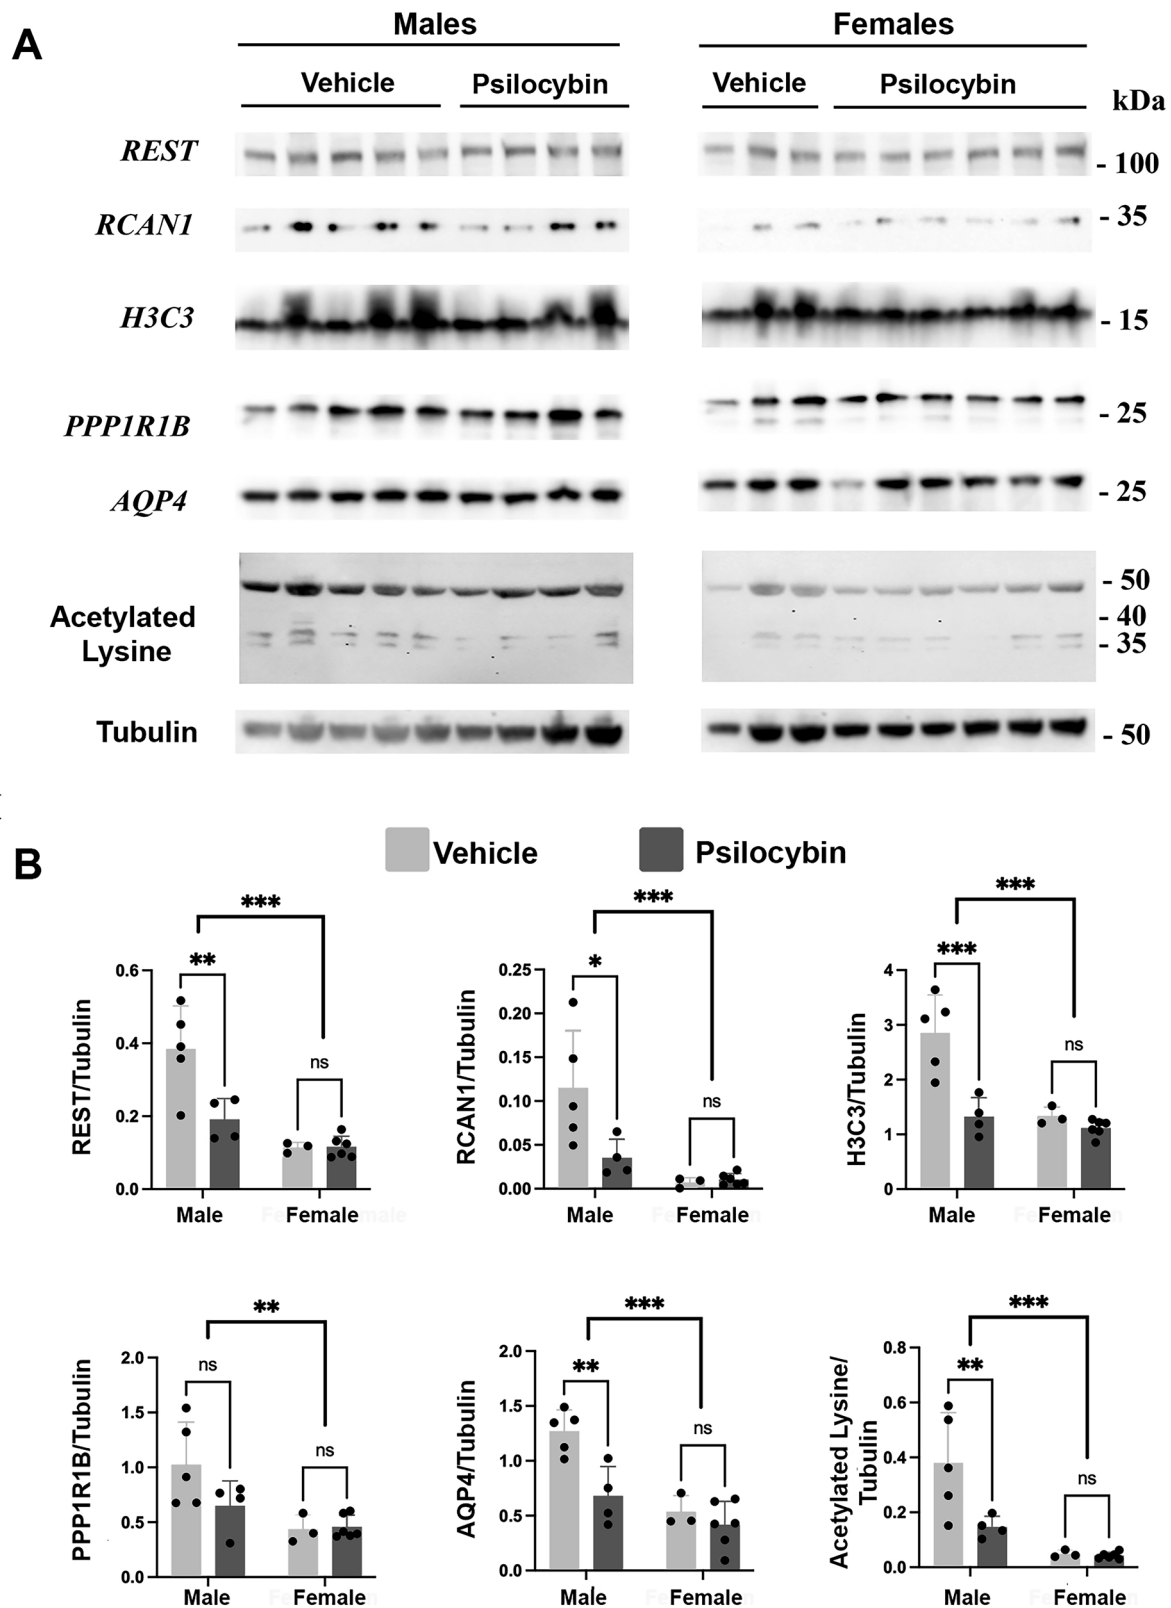 A
Males
Females
Vehicle
Psilocybin
Vehicle
Psilocybin
kDa
REST
- 100
RCAN1
- 35
H3C3
- 15
PPP1R1B
- 25
AQP4
- 25
Acetylated
Lysine
- 50
- 40
- 35
Tubulin
- 50
B
Vehicle
Psilocybin
***
**
ns
REST/Tubulin
0.6
0.4
0.2
0.0
Male
Female
***
*
ns
RCAN1/Tubulin
0.25
0.20
0.15
0.10
0.05
0.00
Male
Female
***
***
ns
H3C3/Tubulin
4
3
2
1
0
Male
Female
**
ns
ns
PPP1R1B/Tubulin
2.0
1.5
1.0
0.5
0.0
Male
Female
***
**
ns
AQP4/Tubulin
2.0
1.5
1.0
0.5
0.0
Male
Female
***
**
ns
Acetylated Lysine/
Tubulin
0.8
0.6
0.4
0.2
0.0
Male
Female